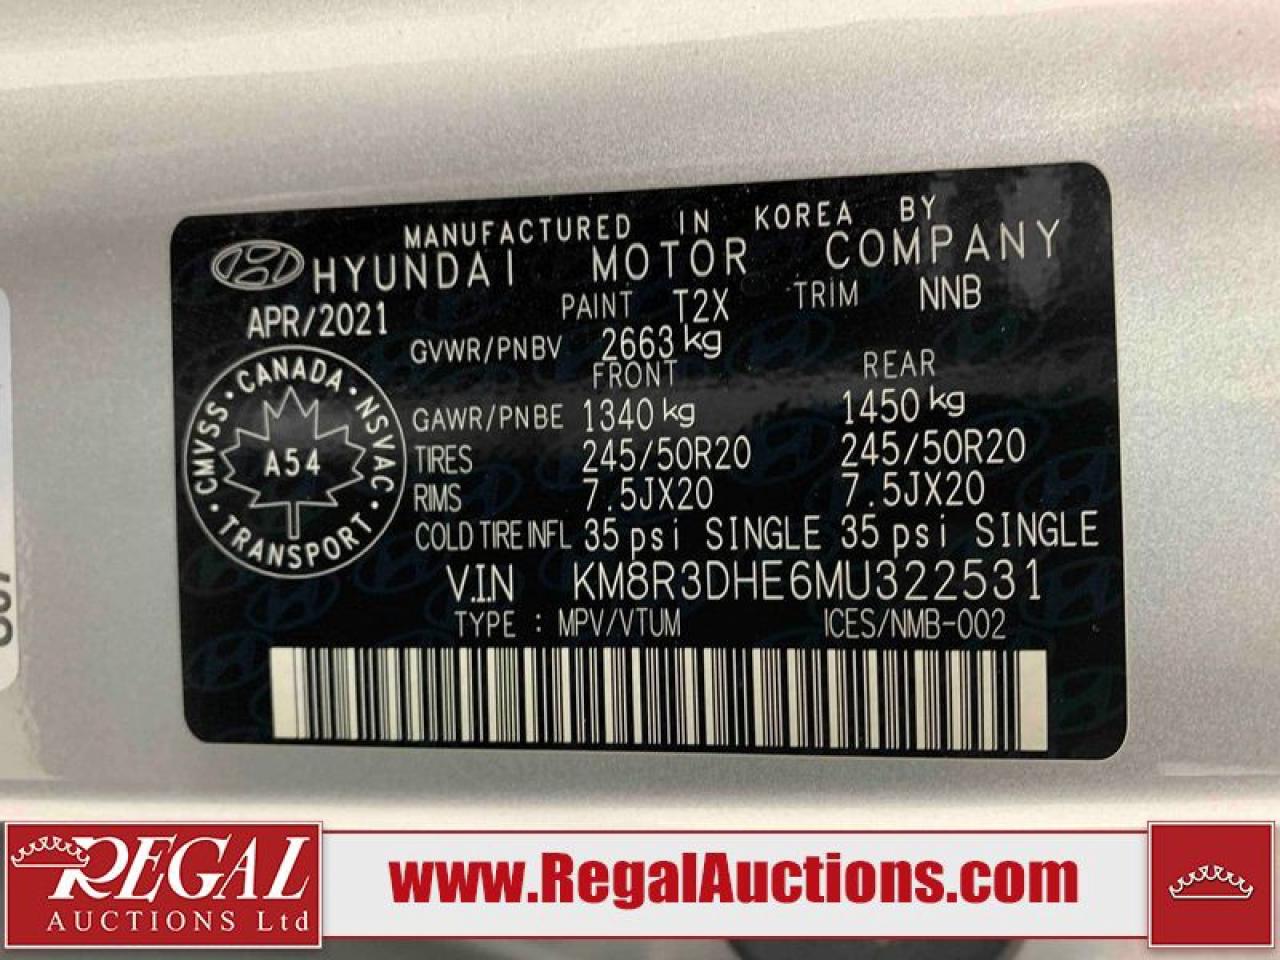 MANUFACTURED IN KOREA BY
HYUNDAI MOTOR COMPANY
APR/2021 PAINT T2X TRIM NNB
GVWR/PNBV 2663 kg
FRONT REAR
GAWR/PNBE 1340 kg 1450 kg
TIRES 245/50R20 245/50R20
RIMS 7.5JX20 7.5JX20
COLD TIRE INFL 35 psi SINGLE 35 psi SINGLE
V.I.N KM8R3DHE6MU322531
TYPE : MPV/VTUM ICES/NMB-002
CMVSS · CANADA · NSVAC · TRANSPORT ·
A54
REGAL
AUCTIONS Ltd
www.RegalAuctions.com